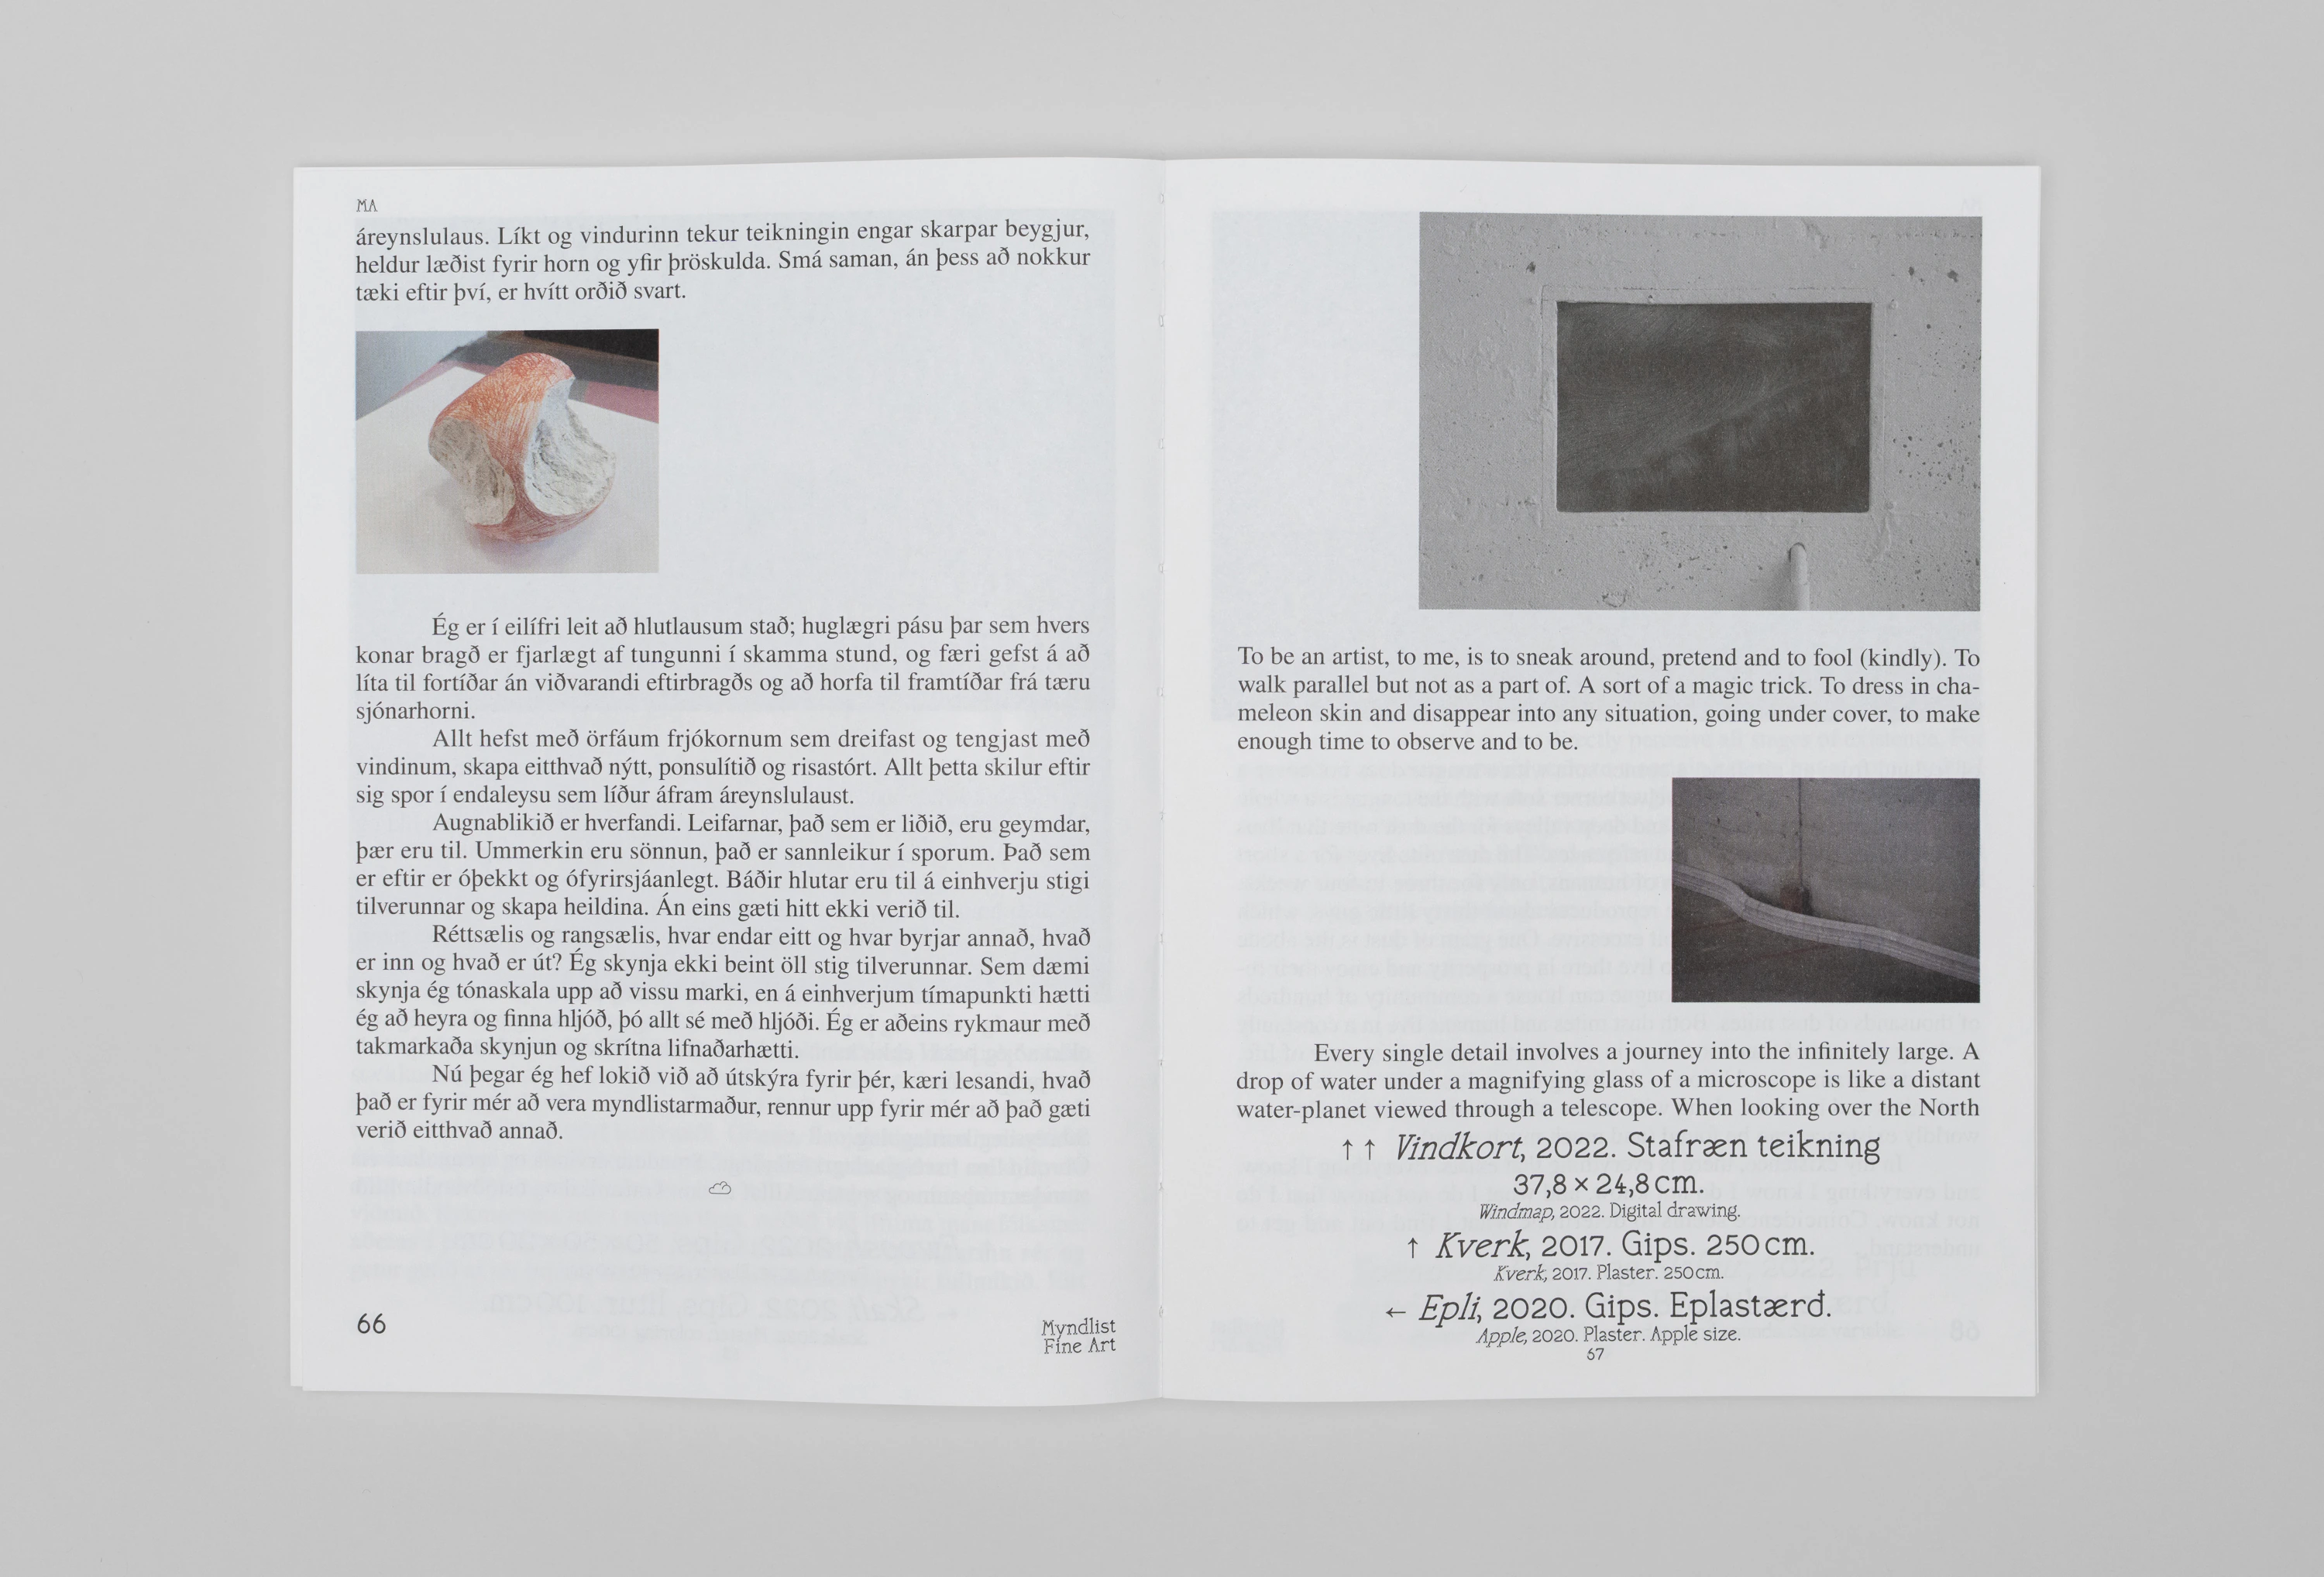 MA
áreynslulaus. Líkt og vindurinn tekur teikningin engar skarpar beygjur,
heldur læðist fyrir horn og yfir þröskulda. Smá saman, án þess að nokkur
tæki eftir því, er hvítt orðið svart.
Ég er í eilífri leit að hlutlausum stað; huglægri pásu þar sem hvers
konar bragð er fjarlægt af tungunni í skamma stund, og færi gefst á að
líta til fortíðar án viðvarandi eftirbragðs og að horfa til framtíðar frá tæru
sjónarhorni.
Allt hefst með örfáum frjókornum sem dreifast og tengjast með
vindinum, skapa eitthvað nýtt, ponsulítið og risastórt. Allt þetta skilur eftir
sig spor í endaleysu sem líður áfram áreynslulaust.
Augnablikið er hverfandi. Leifarnar, það sem er liðið, eru geymdar,
þær eru til. Ummerkin eru sönnun, það er sannleikur í sporum. Það sem
er eftir er óþekkt og ófyrirsjáanlegt. Báðir hlutar eru til á einhverju stigi
tilverunnar og skapa heildina. Án eins gæti hitt ekki verið til.
Réttsælis og rangsælis, hvar endar eitt og hvar byrjar annað, hvað
er inn og hvað er út? Ég skynja ekki beint öll stig tilverunnar. Sem dæmi
skynja ég tónaskala upp að vissu marki, en á einhverjum tímapunkti hætti
ég að heyra og finna hljóð, þó allt sé með hljóði. Ég er aðeins rykmaur með
takmarkaða skynjun og skrítna lifnaðarhætti.
Nú þegar ég hef lokið við að útskýra fyrir þér, kæri lesandi, hvað
það er fyrir mér að vera myndlistarmaður, rennur upp fyrir mér að það gæti
verið eitthvað annað.
66
Myndlist
Fine Art
To be an artist, to me, is to sneak around, pretend and to fool (kindly). To
walk parallel but not as a part of. A sort of a magic trick. To dress in cha-
meleon skin and disappear into any situation, going under cover, to make
enough time to observe and to be.
Every single detail involves a journey into the infinitely large. A
drop of water under a magnifying glass of a microscope is like a distant
water-planet viewed through a telescope. When looking over the North
↑↑ Vindkort, 2022. Stafræn teikning
37,8 × 24,8 cm.
Windmap, 2022. Digital drawing.
↑ Kverk, 2017. Gips. 250 cm.
Kverk, 2017. Plaster. 250 cm.
← Epli, 2020. Gips. Eplastærð.
Apple, 2020. Plaster. Apple size.
67